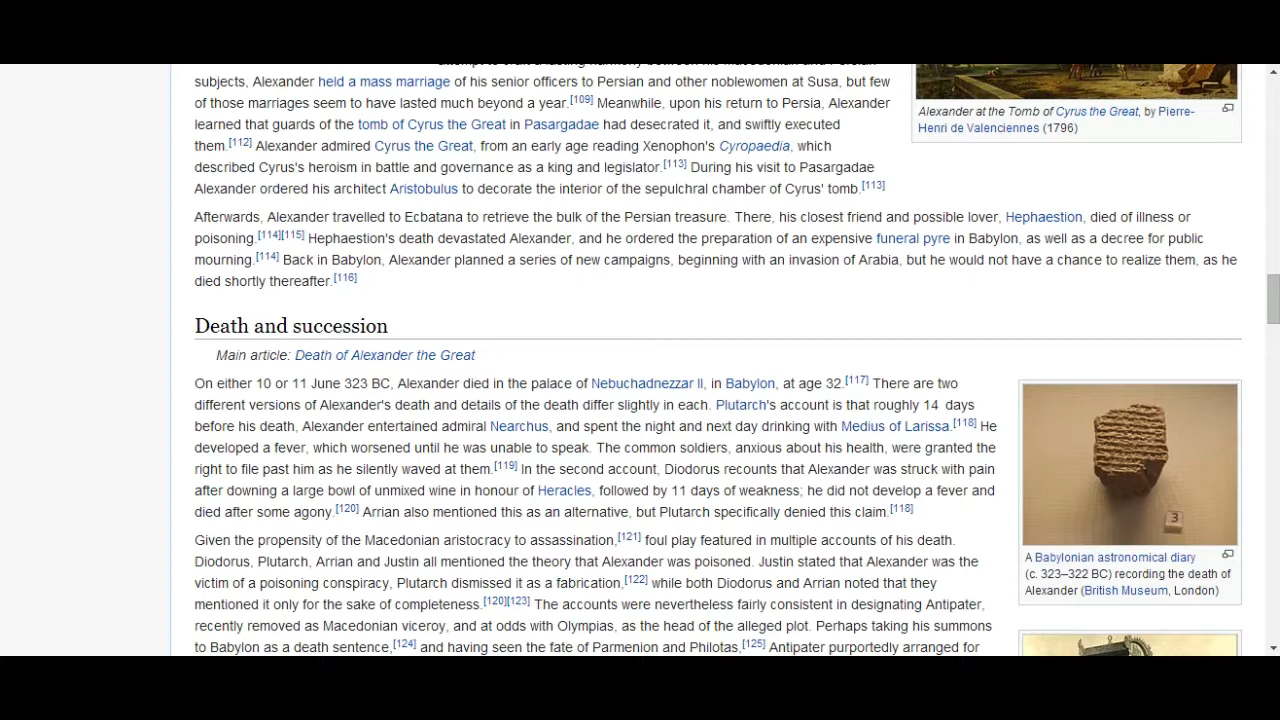 subjects, Alexander held a mass marriage of his senior officers to Persian and other noblewomen at Susa, but few
of those marriages seem to have lasted much beyond a year.[109] Meanwhile, upon his return to Persia, Alexander
learned that guards of the tomb of Cyrus the Great in Pasargadae had desecrated it, and swiftly executed
them.[112] Alexander admired Cyrus the Great, from an early age reading Xenophon's Cyropaedia, which
described Cyrus's heroism in battle and governance as a king and legislator.[113] During his visit to Pasargadae
Alexander ordered his architect Aristobulus to decorate the interior of the sepulchral chamber of Cyrus' tomb.[113]
Alexander at the Tomb of Cyrus the Great, by Pierre-
Henri de Valenciennes (1796)
Afterwards, Alexander travelled to Ecbatana to retrieve the bulk of the Persian treasure. There, his closest friend and possible lover, Hephaestion, died of illness or
poisoning.[114][115] Hephaestion's death devastated Alexander, and he ordered the preparation of an expensive funeral pyre in Babylon, as well as a decree for public
mourning.[114] Back in Babylon, Alexander planned a series of new campaigns, beginning with an invasion of Arabia, but he would not have a chance to realize them, as he
died shortly thereafter.[116]
Death and succession
Main article: Death of Alexander the Great
On either 10 or 11 June 323 BC, Alexander died in the palace of Nebuchadnezzar II, in Babylon, at age 32.[117] There are two
different versions of Alexander's death and details of the death differ slightly in each. Plutarch's account is that roughly 14 days
before his death, Alexander entertained admiral Nearchus, and spent the night and next day drinking with Medius of Larissa.[118] He
developed a fever, which worsened until he was unable to speak. The common soldiers, anxious about his health, were granted the
right to file past him as he silently waved at them.[119] In the second account, Diodorus recounts that Alexander was struck with pain
after downing a large bowl of unmixed wine in honour of Heracles, followed by 11 days of weakness; he did not develop a fever and
died after some agony.[120] Arrian also mentioned this as an alternative, but Plutarch specifically denied this claim.[118]
Given the propensity of the Macedonian aristocracy to assassination,[121] foul play featured in multiple accounts of his death.
Diodorus, Plutarch, Arrian and Justin all mentioned the theory that Alexander was poisoned. Justin stated that Alexander was the
victim of a poisoning conspiracy, Plutarch dismissed it as a fabrication,[122] while both Diodorus and Arrian noted that they
mentioned it only for the sake of completeness.[120][123] The accounts were nevertheless fairly consistent in designating Antipater,
recently removed as Macedonian viceroy, and at odds with Olympias, as the head of the alleged plot. Perhaps taking his summons
to Babylon as a death sentence,[124] and having seen the fate of Parmenion and Philotas,[125] Antipater purportedly arranged for
3
A Babylonian astronomical diary
(c. 323–322 BC) recording the death of
Alexander (British Museum, London)